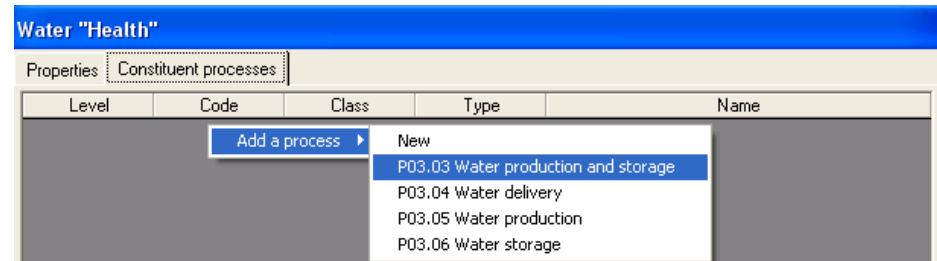 Water "Health"
Properties Constituent processes
Level Code Class Type Name
Add a process New
P03.03 Water production and storage
P03.04 Water delivery
P03.05 Water production
P03.06 Water storage